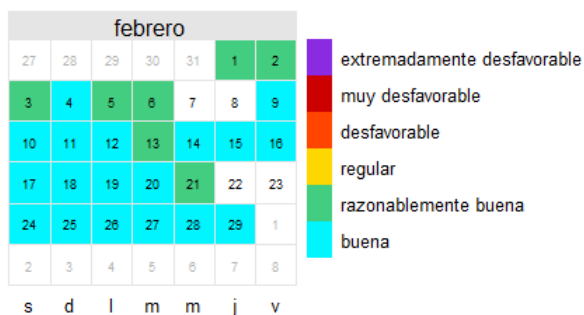 febrero
27 28 29 30 31 1 2
3 4 5 6 7 8 9
10 11 12 13 14 15 16
17 18 19 20 21 22 23
24 25 26 27 28 29 1
2 3 4 5 6 7 8
s d l m m j v
extremadamente desfavorable
muy desfavorable
desfavorable
regular
razonablemente buena
buena